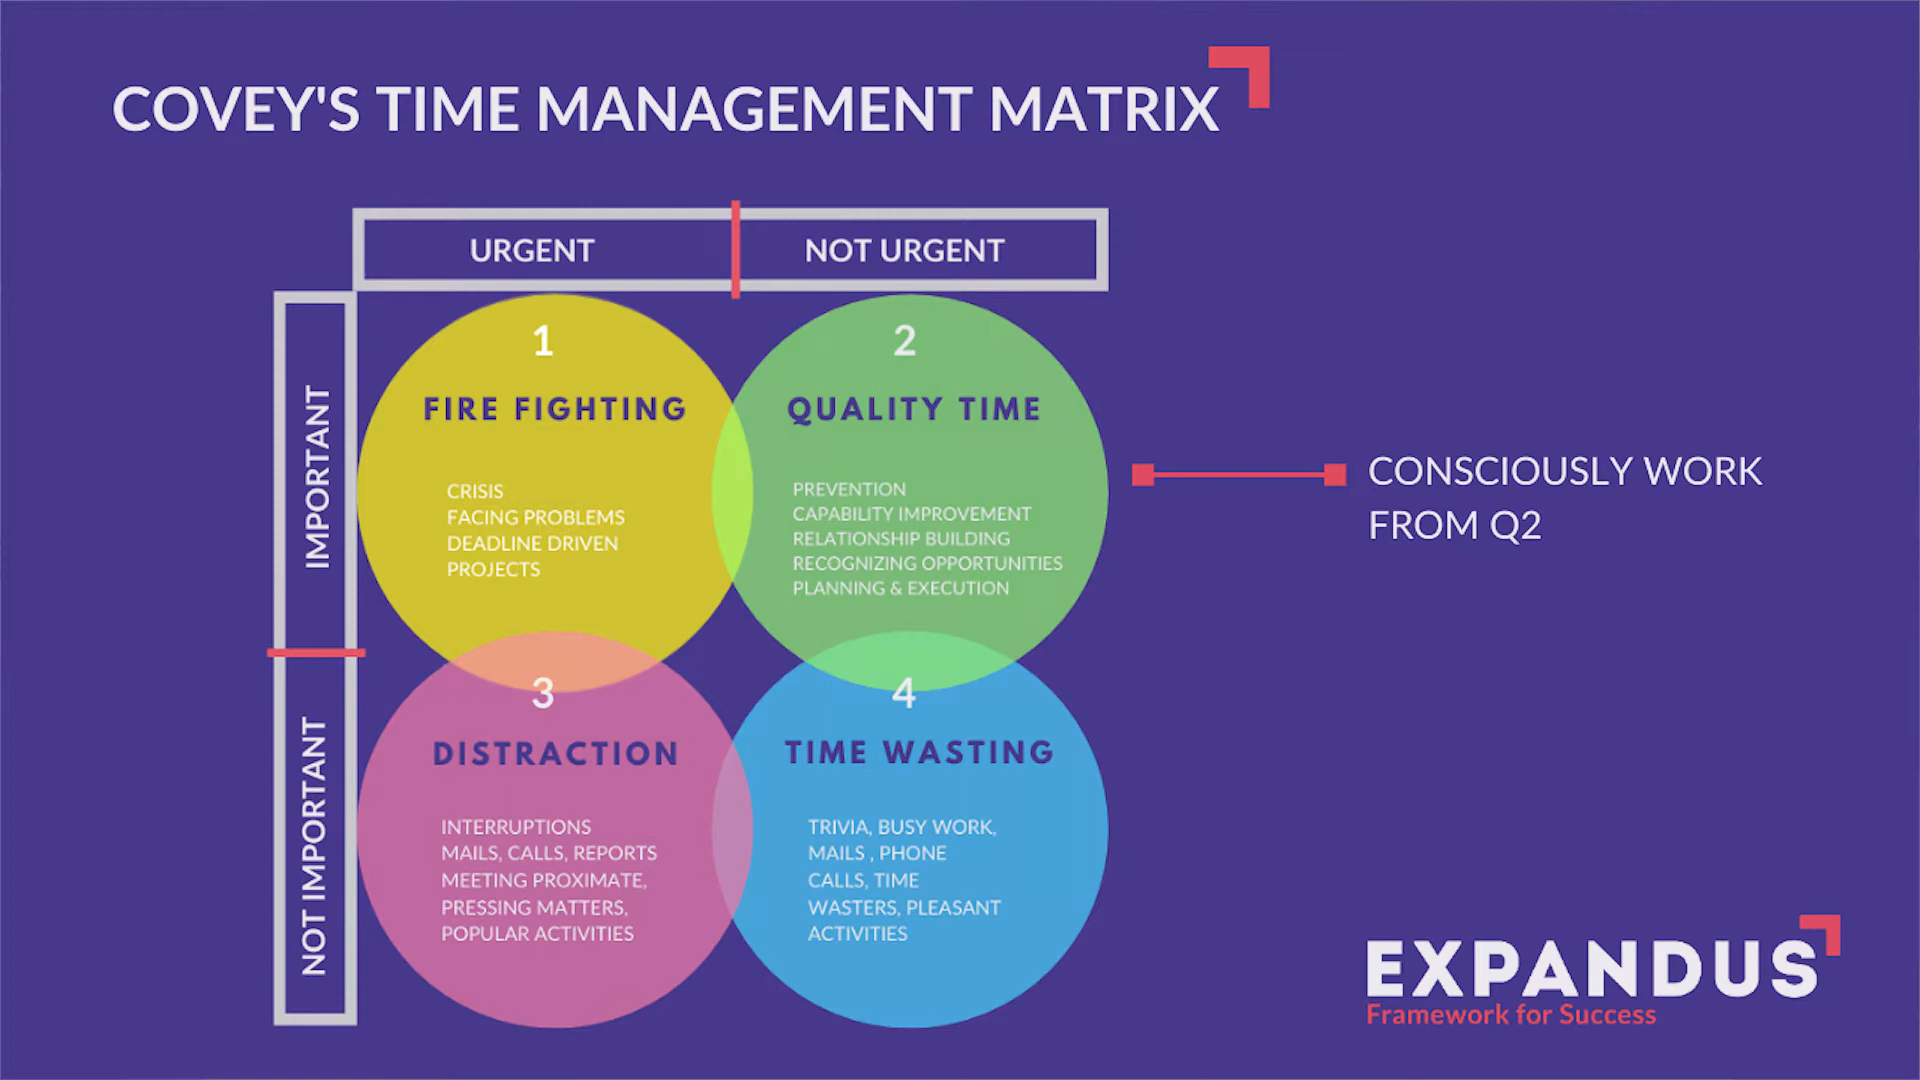 COVEY'S TIME MANAGEMENT MATRIX
URGENT
NOT URGENT
IMPORTANT
NOT IMPORTANT
1
FIRE FIGHTING
CRISIS
FACING PROBLEMS
DEADLINE DRIVEN
PROJECTS
2
QUALITY TIME
PREVENTION
CAPABILITY IMPROVEMENT
RELATIONSHIP BUILDING
RECOGNIZING OPPORTUNITIES
PLANNING & EXECUTION
CONSCIOUSLY WORK
FROM Q2
3
DISTRACTION
INTERRUPTIONS
MAILS, CALLS, REPORTS
MEETING PROXIMATE,
PRESSING MATTERS,
POPULAR ACTIVITIES
4
TIME WASTING
TRIVIA, BUSY WORK,
MAILS , PHONE
CALLS, TIME
WASTERS, PLEASANT
ACTIVITIES
EXPANDUS
Framework for Success